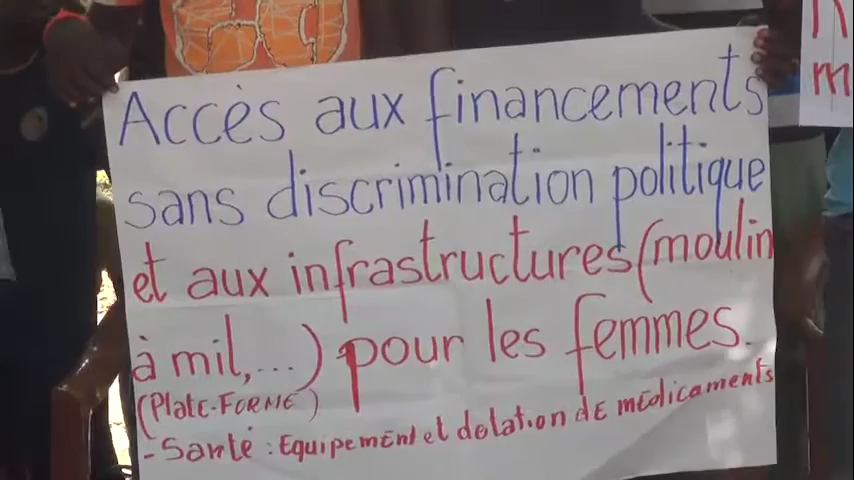 Accès aux financements
sans discrimination politique
et aux infrastructures (moulin
à mil,...) pour les femmes.
(Plate-FORME)
- Santé : Equipement et dotation de médicaments